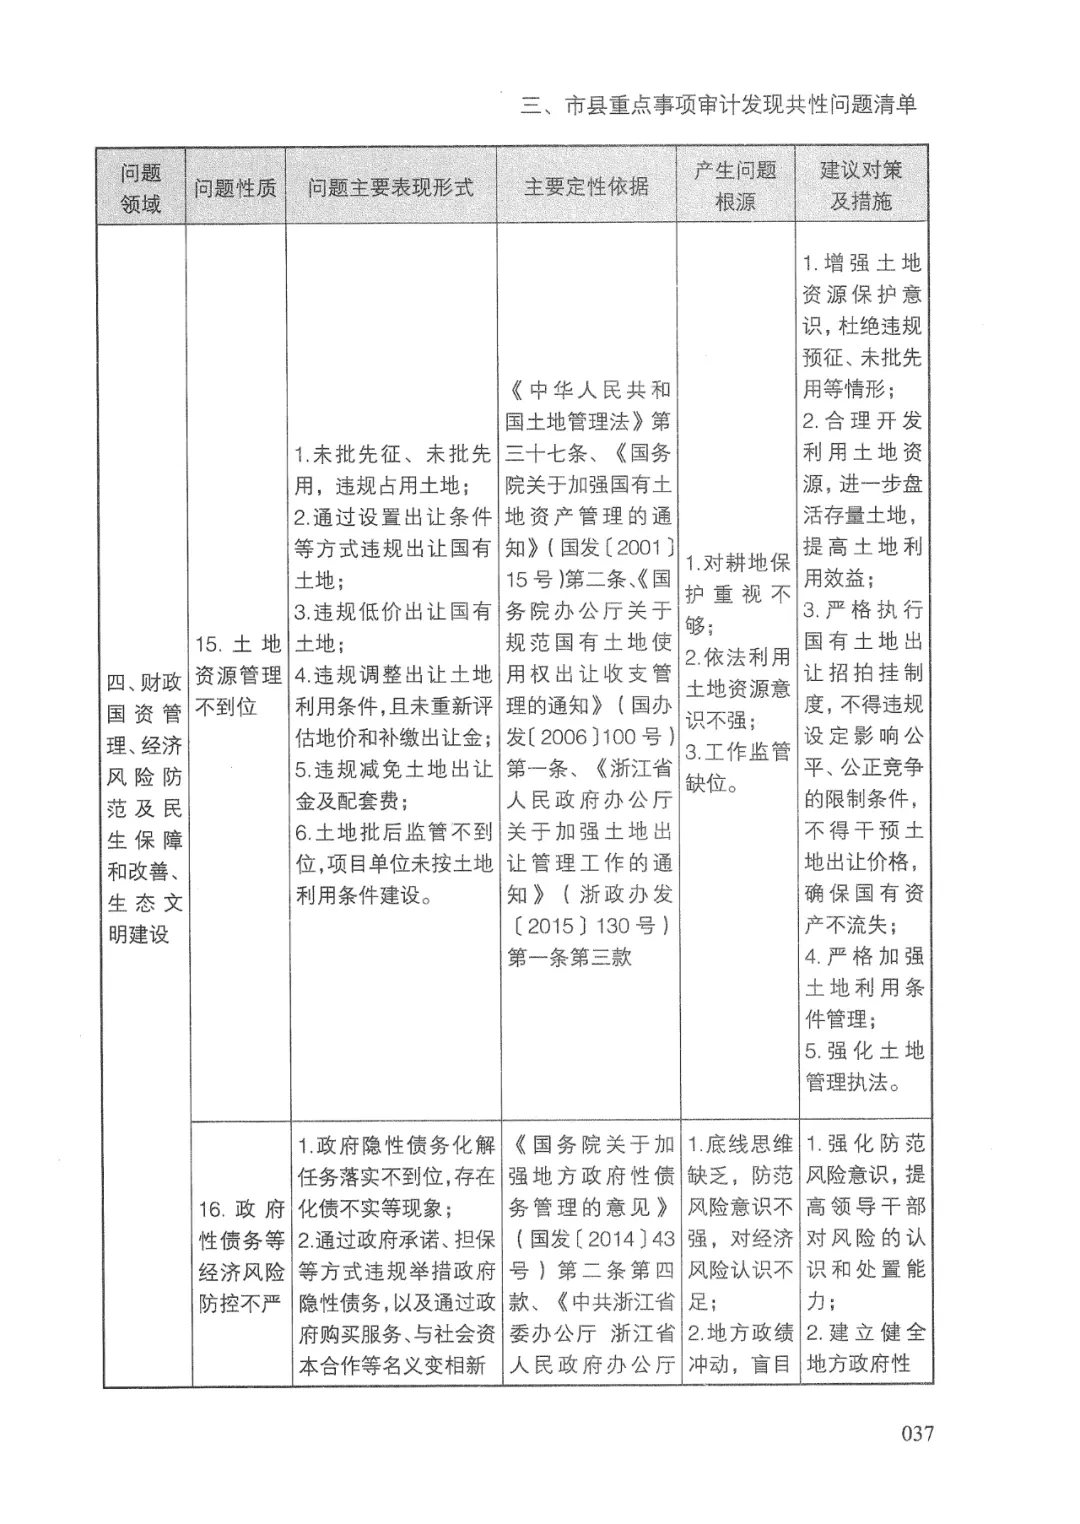 三、市县重点事项审计发现共性问题清单
问题
领域
问题性质
问题主要表现形式
主要定性依据
产生问题
根源
建议对策
及措施
四、财政
国资管
理、经济
风险防
范及民
生保障
和改善、
生态文
明建设
15. 土地
资源管理
不到位
1.未批先征、未批先
用，违规占用土地；
2.通过设置出让条件
等方式违规出让国有
土地；
3.违规低价出让国有
土地；
4.违规调整出让土地
利用条件,且未重新评
估地价和补缴出让金；
5.违规减免土地出让
金及配套费；
6.土地批后监管不到
位,项目单位未按土地
利用条件建设。
《中华人民共和
国土地管理法》第
三十七条、《国务
院关于加强国有土
地资产管理的通
知》(国发〔2001〕
15号)第二条、《国
务院办公厅关于
规范国有土地使
用权出让收支管
理的通知》（国办
发〔2006〕100号）
第一条、《浙江省
人民政府办公厅
关于加强土地出
让管理工作的通
知》（浙政办发
〔2015〕130号）
第一条第三款
1.对耕地保
护重视不
够；
2.依法利用
土地资源意
识不强；
3.工作监管
缺位。
1.增强土地
资源保护意
识,杜绝违规
预征、未批先
用等情形；
2.合理开发
利用土地资
源,进一步盘
活存量土地,
提高土地利
用效益；
3.严格执行
国有土地出
让招拍挂制
度,不得违规
设定影响公
平、公正竞争
的限制条件,
不得干预土
地出让价格,
确保国有资
产不流失；
4.严格加强
土地利用条
件管理；
5.强化土地
管理执法。
16. 政府
性债务等
经济风险
防控不严
1.政府隐性债务化解
任务落实不到位,存在
化债不实等现象；
2.通过政府承诺、担保
等方式违规举措政府
隐性债务,以及通过政
府购买服务、与社会资
本合作等名义变相新
《国务院关于加
强地方政府性债
务管理的意见》
（国发〔2014〕43
号）第二条第四
款、《中共浙江省
委办公厅 浙江省
人民政府办公厅
1.底线思维
缺乏，防范
风险意识不
强，对经济
风险认识不
足；
2.地方政绩
冲动，盲目
1.强化防范
风险意识,提
高领导干部
对风险的认
识和处置能
力；
2.建立健全
地方政府性
037